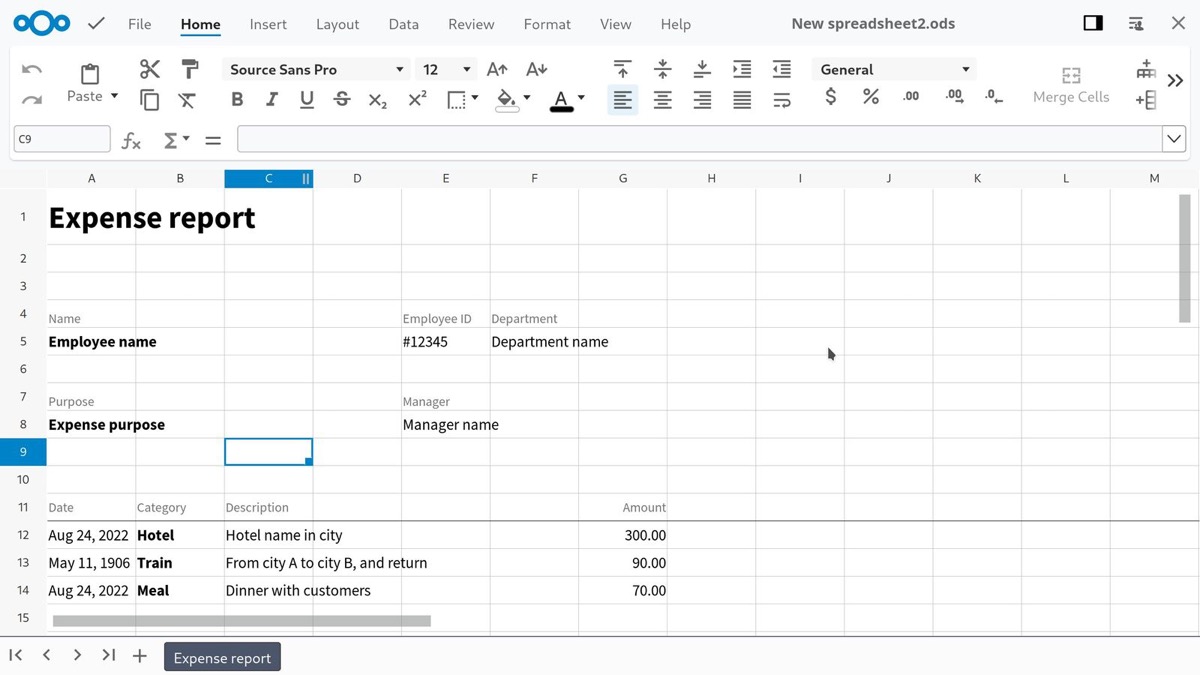 File Home Insert Layout Data Review Format View Help New spreadsheet2.ods
Paste Source Sans Pro 12 General Merge Cells
C9
A B C D E F G H I J K L M
1 Expense report
2
3
4 Name Employee ID Department
5 Employee name #12345 Department name
6
7 Purpose Manager
8 Expense purpose Manager name
9
10
11 Date Category Description Amount
12 Aug 24, 2022 Hotel Hotel name in city 300.00
13 May 11, 1906 Train From city A to city B, and return 90.00
14 Aug 24, 2022 Meal Dinner with customers 70.00
15
Expense report